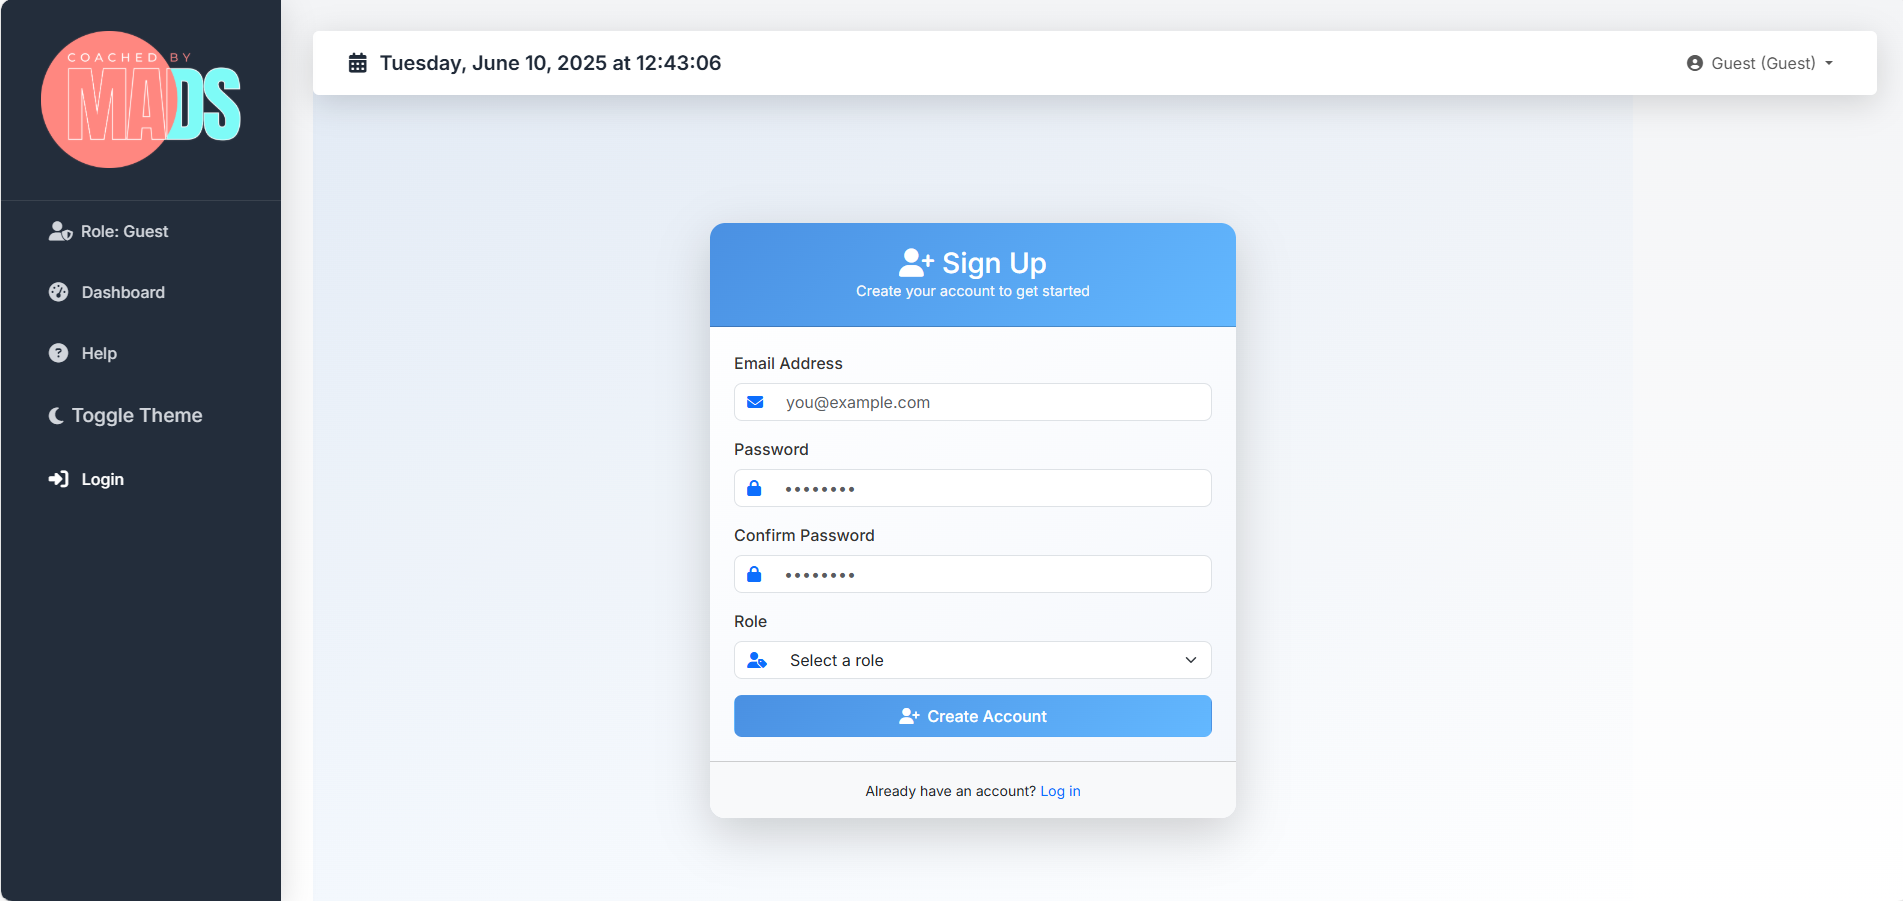 COACHED BY
MADS
Role: Guest
Dashboard
Help
Toggle Theme
Login
Tuesday, June 10, 2025 at 12:43:06
Guest (Guest)
Sign Up
Create your account to get started
Email Address
you@example.com
Password
••••••••
Confirm Password
••••••••
Role
Select a role
Create Account
Already have an account? Log in